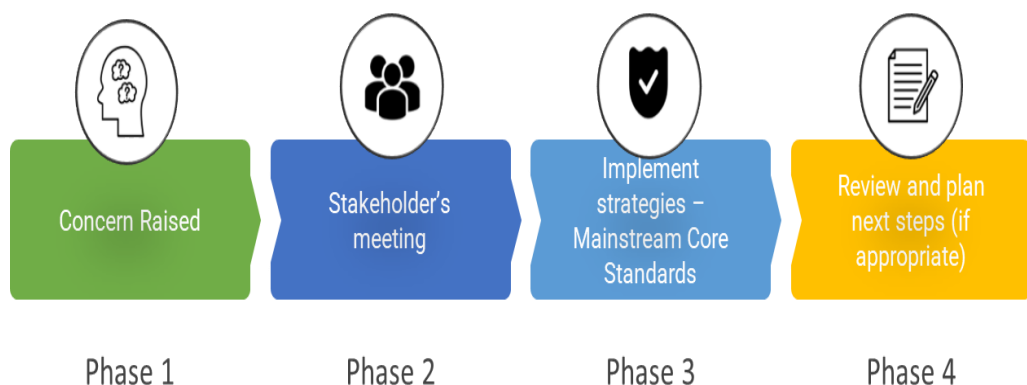 Concern Raised
Stakeholder’s
meeting
Implement
strategies –
Mainstream Core
Standards
Review and plan
next steps (if
appropriate)
Phase 1
Phase 2
Phase 3
Phase 4